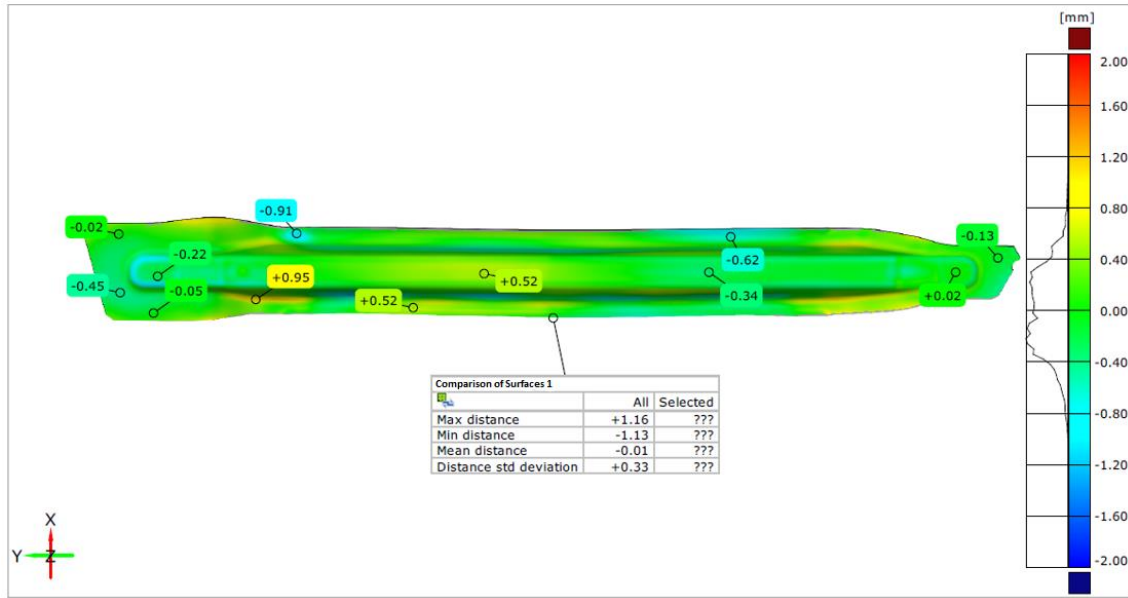 [mm]
2.00
1.60
1.20
0.80
0.40
0.00
-0.40
-0.80
-1.20
-1.60
-2.00
-0.91
-0.02
-0.13
-0.22
-0.62
-0.45
+0.95
+0.52
-0.34
-0.05
+0.52
+0.02
Comparison of Surfaces 1
All Selected
Max distance +1.16 ???
Min distance -1.13 ???
Mean distance -0.01 ???
Distance std deviation +0.33 ???
X
Y Z